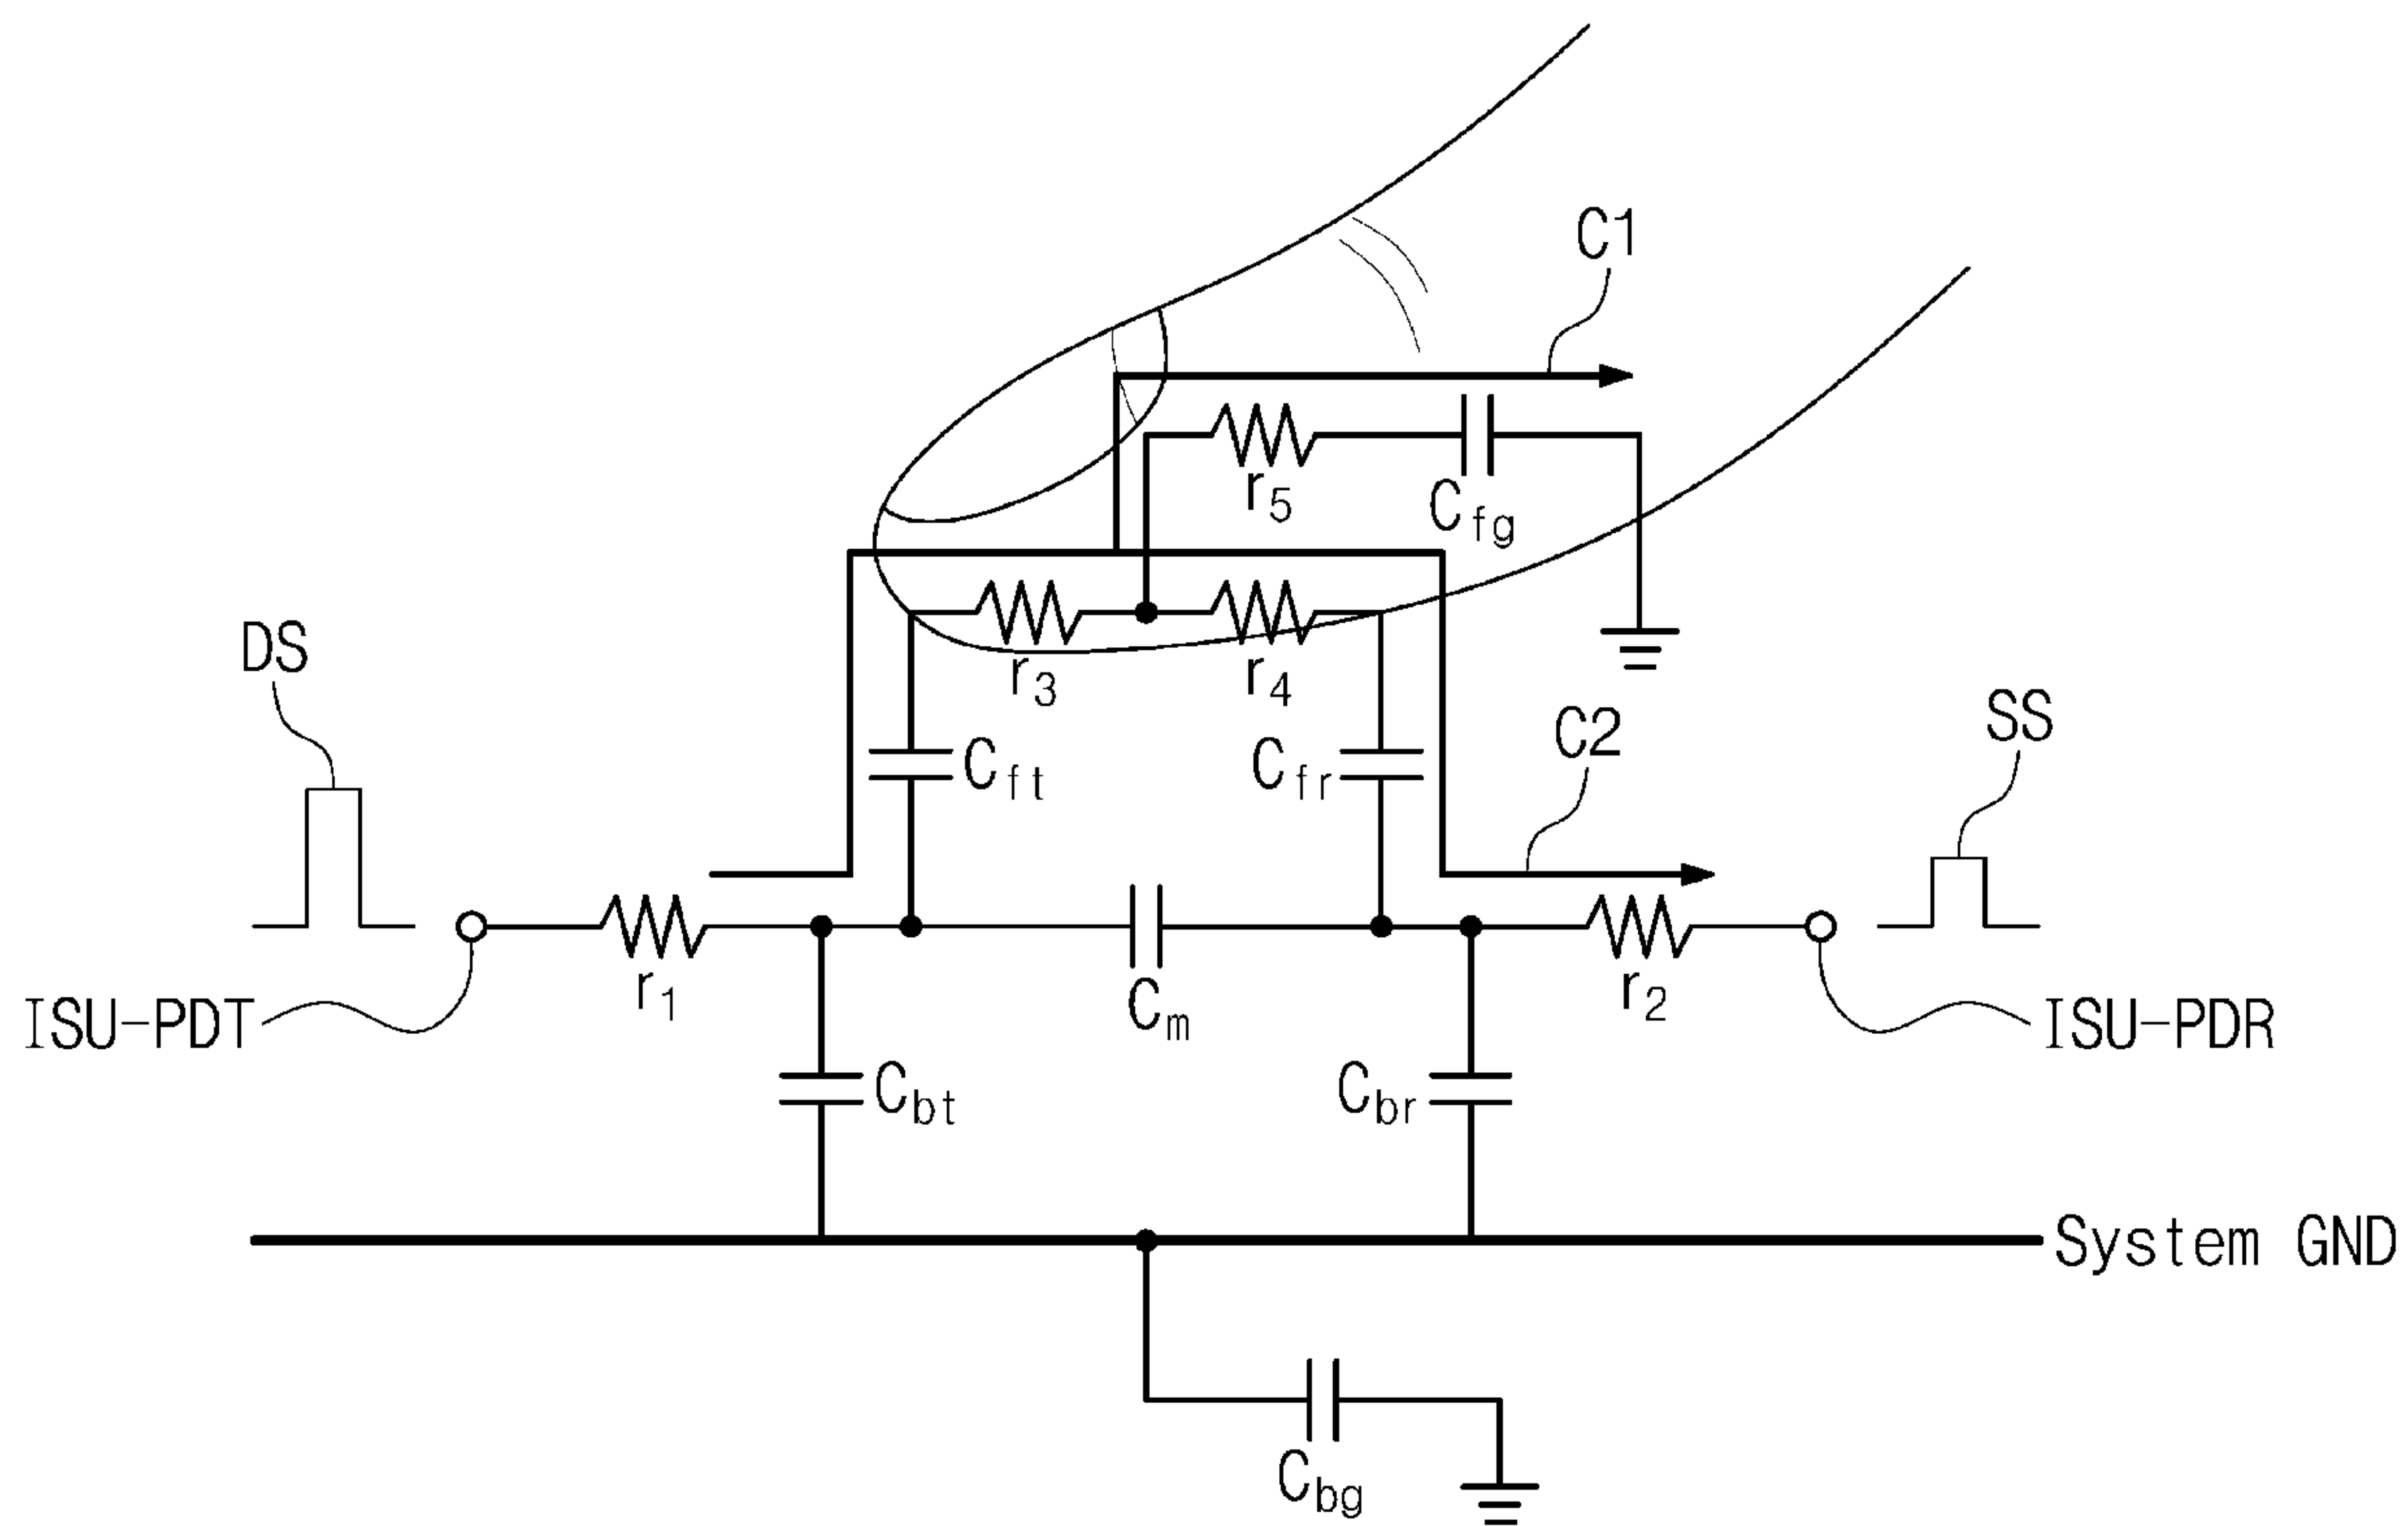 C1
r5
Cfg
DS
r3
r4
C2
SS
Cft
Cfr
r1
Cm
r2
ISU-PDT
ISU-PDR
Cbt
Cbr
System GND
Cbg